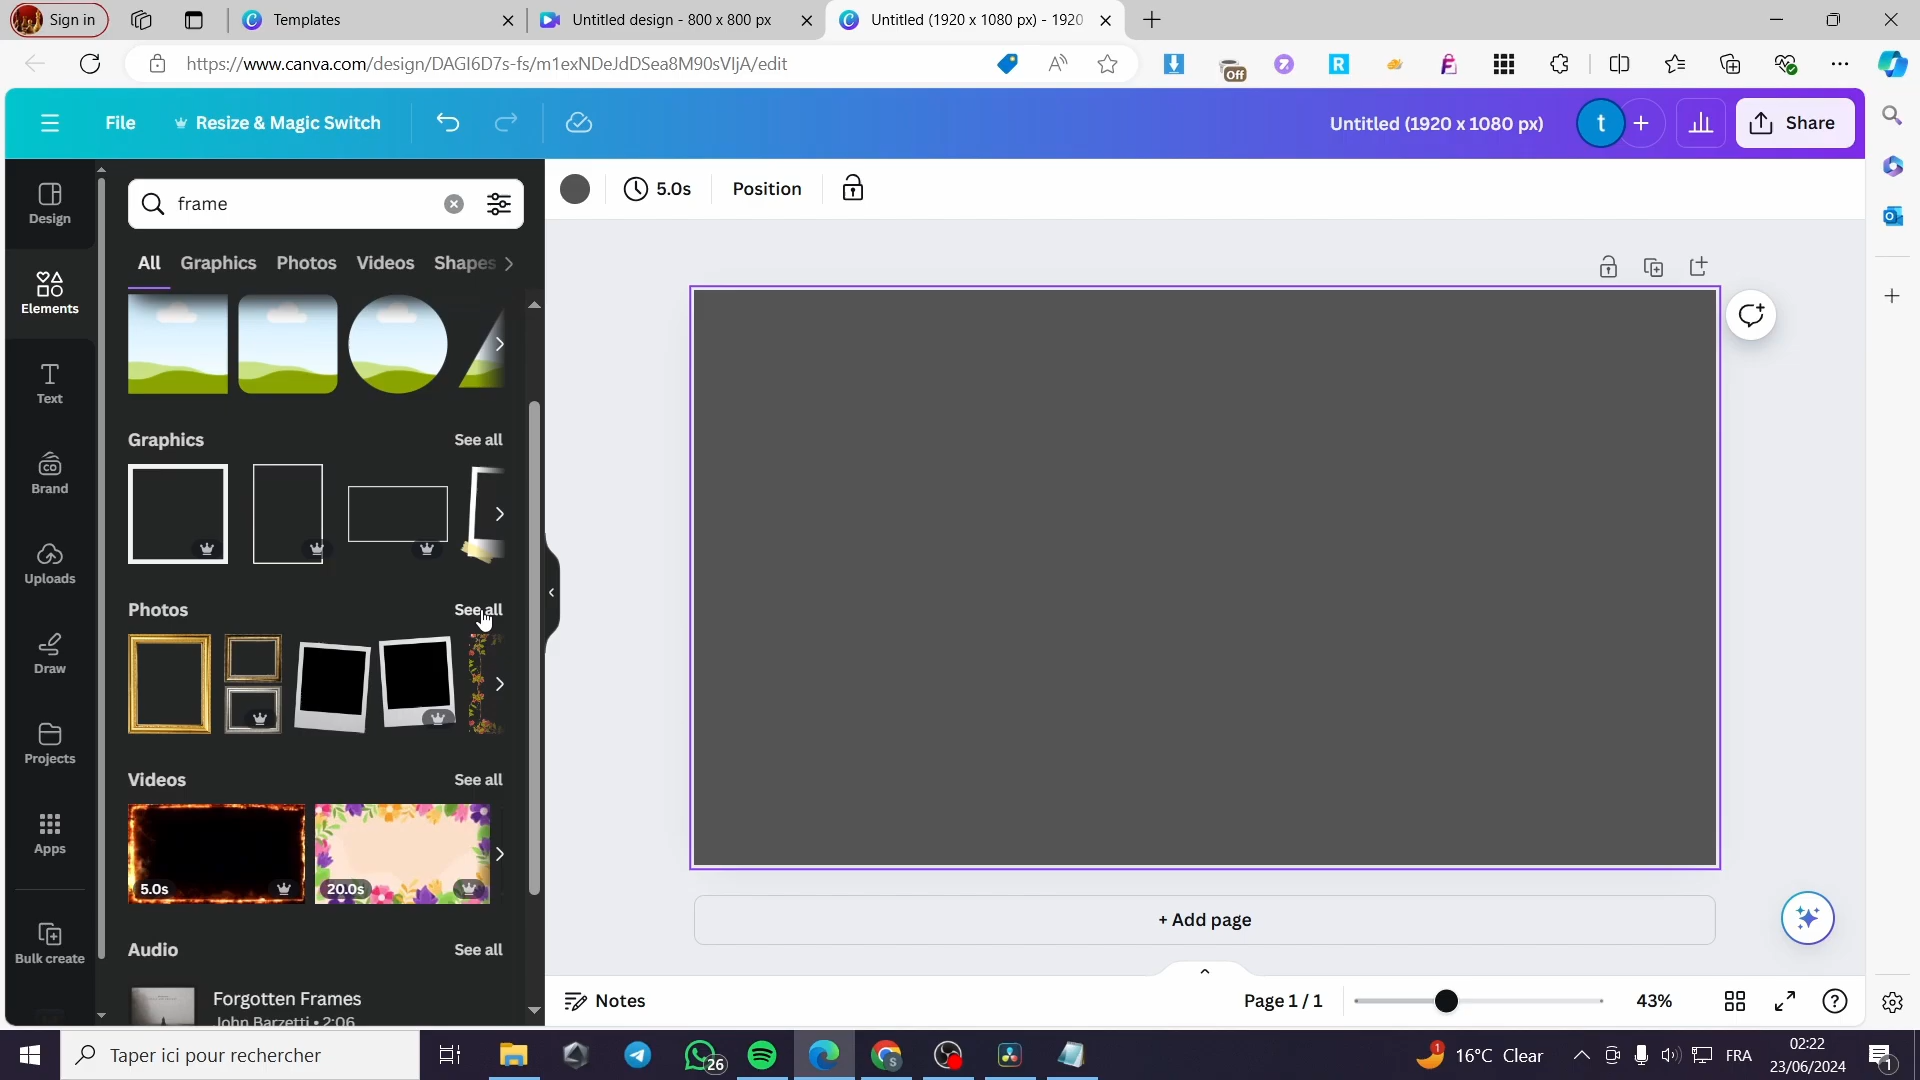 Sign in
Templates
Untitled design - 800 x 800 px
Untitled (1920 x 1080 px) - 1920
https://www.canva.com/design/DAGI6D7s-fs/m1exNDeJdDSea8M90sVIjA/edit
Off
File
Resize & Magic Switch
Untitled (1920 x 1080 px)
t
Share
Design
Elements
Text
Brand
Uploads
Draw
Projects
Apps
Bulk create
frame
All
Graphics
Photos
Videos
Shapes
Graphics
See all
Photos
See all
Videos
See all
5.0s
20.0s
Audio
See all
Forgotten Frames
John Barzetti • 2:06
5.0s
Position
+ Add page
Notes
Page 1 / 1
43%
Taper ici pour rechercher
26
1
16°C Clear
FRA
02:22
23/06/2024
1